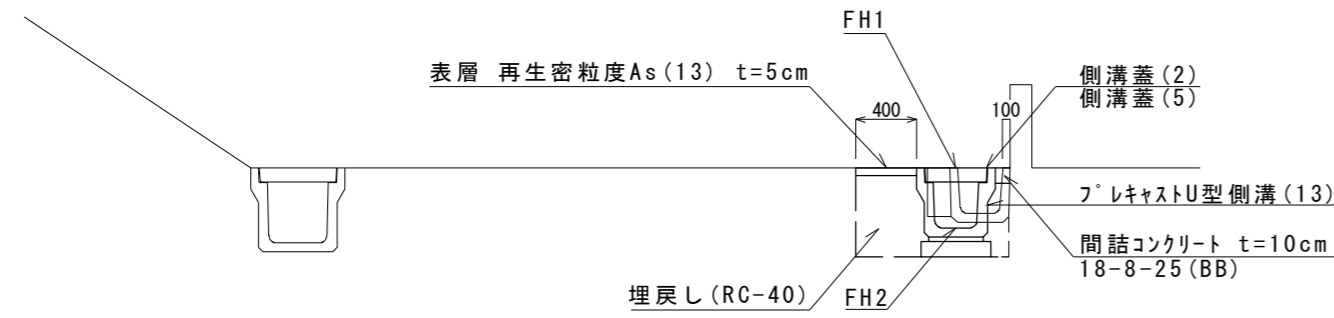 FH1
表層 再生密粒度As(13) t=5cm
側溝蓋(2)
側溝蓋(5)
400
100
プレキャストU型側溝(13)
間詰コンクリート t=10cm
18-8-25(BB)
埋戻し(RC-40)
FH2